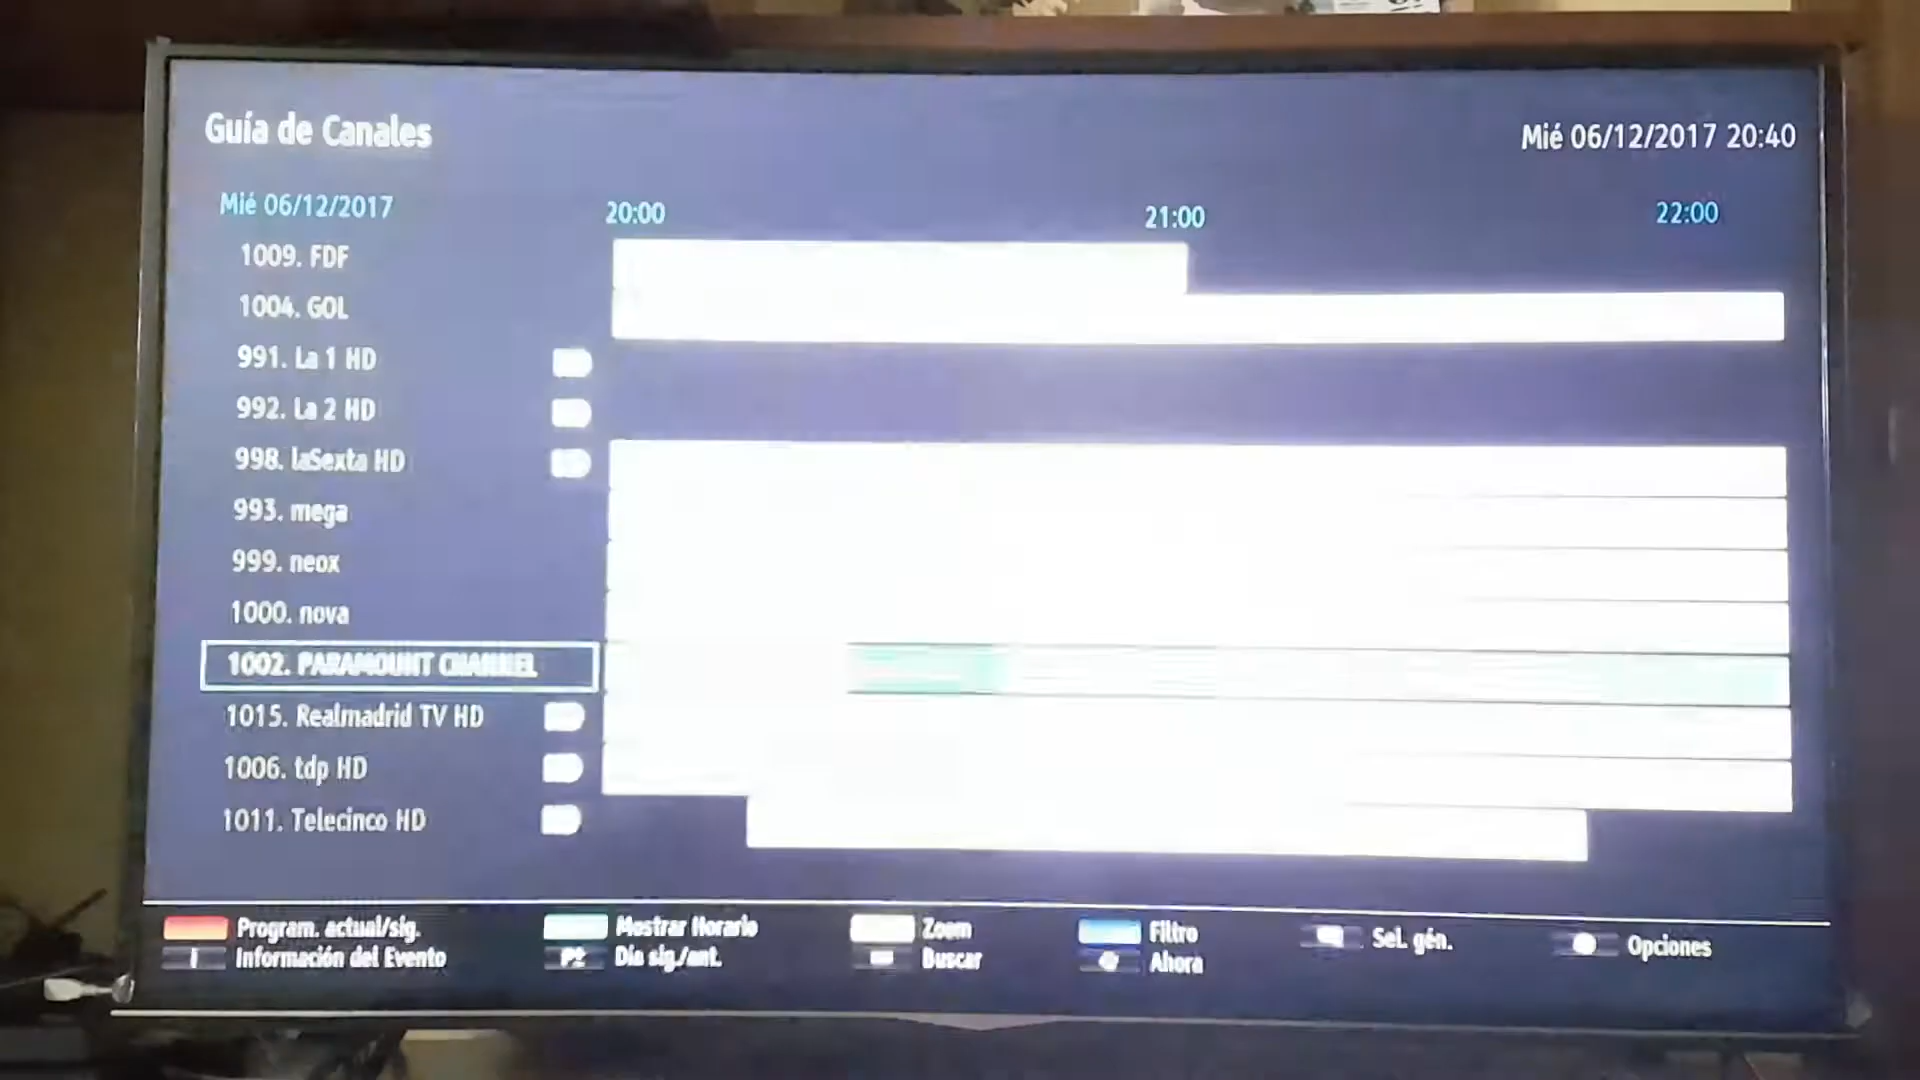 Guía de Canales
Mié 06/12/2017 20:40
Mié 06/12/2017
20:00
21:00
22:00
1009. FDF
1004. GOL
991. La 1 HD
992. La 2 HD
998. laSexta HD
993. mega
999. neox
1000. nova
1002. PARAMOUNT CHANNEL
1015. Realmadrid TV HD
1006. tdp HD
1011. Telecinco HD
Program. actual/sig.
Mostrar Horario
Zoom
Filtro
Sel. gén.
Opciones
Información del Evento
Día sig./ant.
Buscar
Ahora